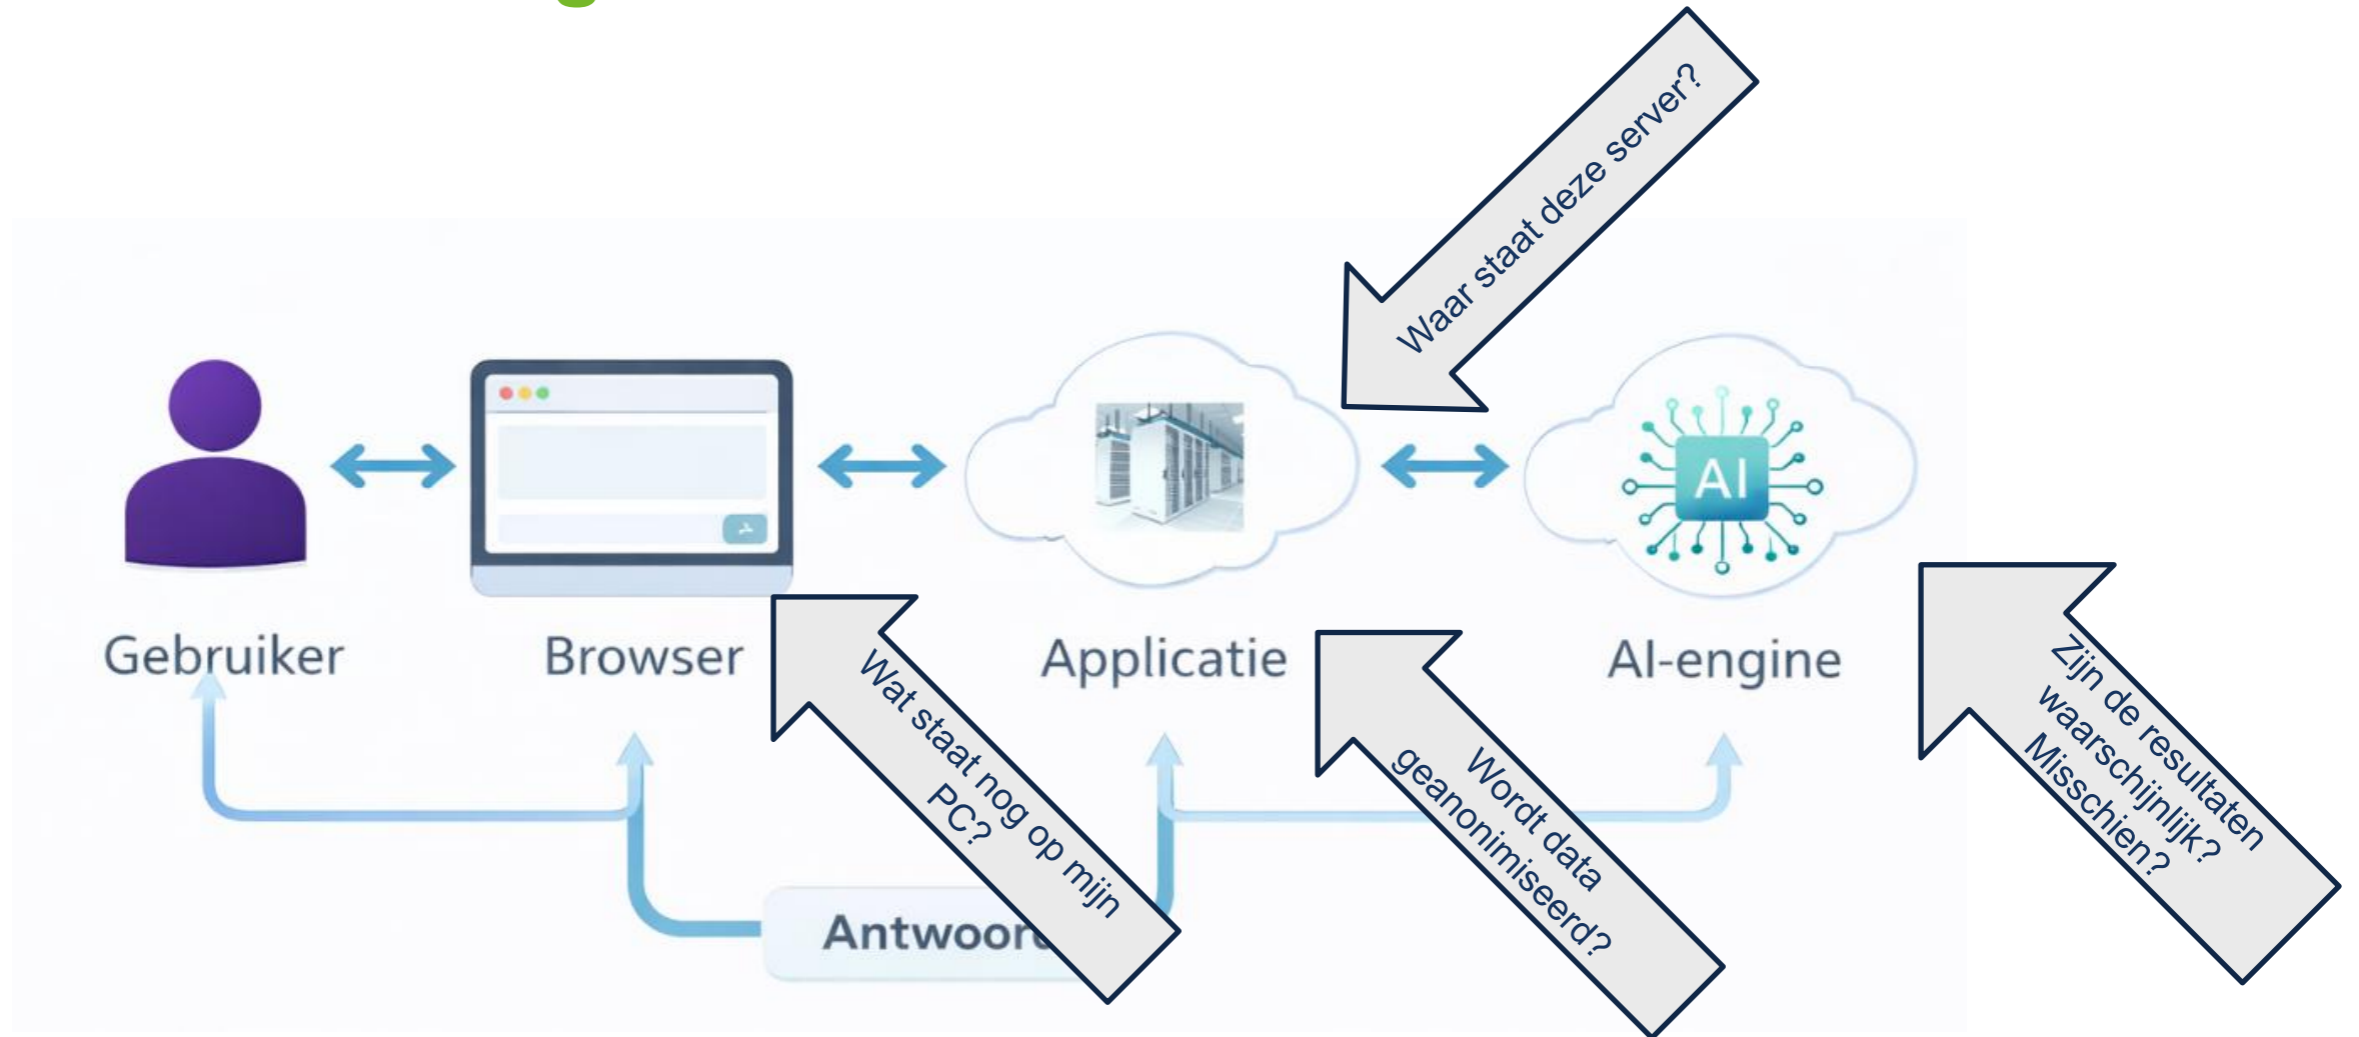 g
Waar staat deze server?
AI
Gebruiker
Browser
Applicatie
AI-engine
Wat staat nog op mijn
PC?
Wordt data
geanonimiseerd?
Zijn de resultaten
waarschijnlijk?
Misschien?
Antwoord